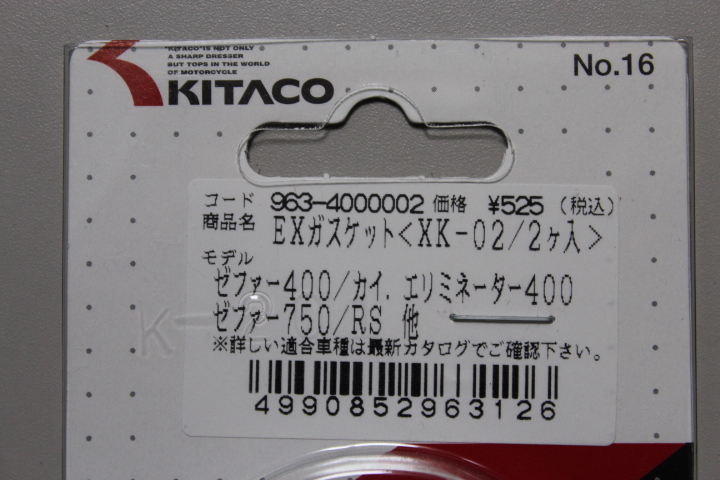 "KITACO" IS NOT ONLY
A SHARP DRESSER
BUT TOPS IN THE WORLD
OF MOTORCYCLE
KITACO
No.16
コード 963-4000002 価格 ¥525 (税込)
商品名 EXガスケット<XK-02/2ヶ入>
モデル
ゼファー400/カイ,エリミネーター400
ゼファー750/RS 他
※詳しい適合車種は最新カタログでご確認下さい。
4990852963126